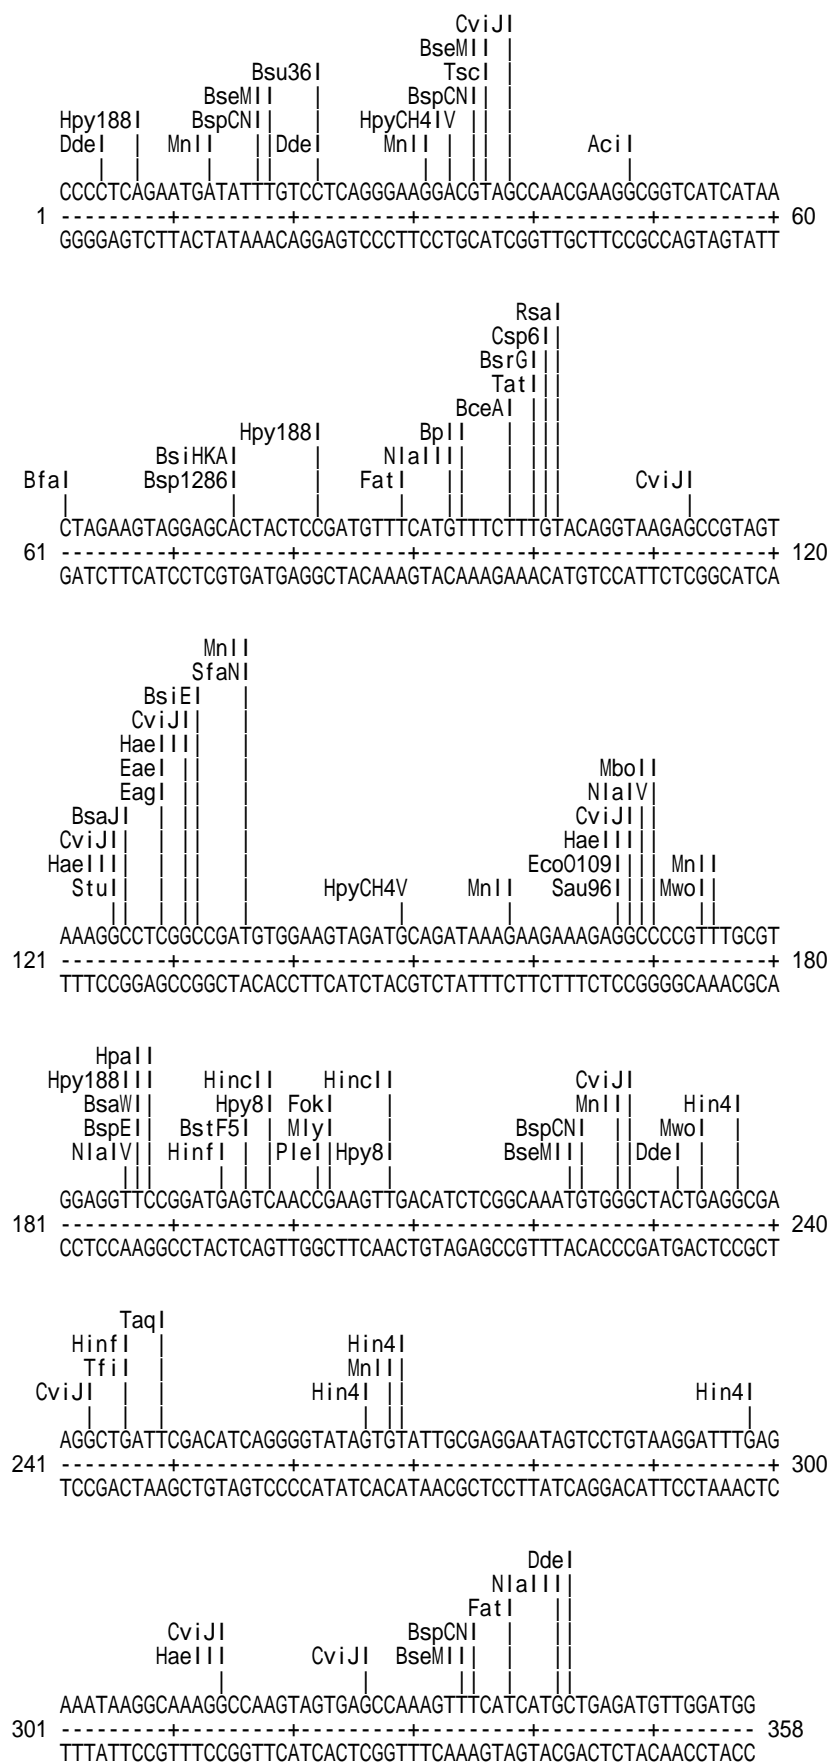 CviJI
BseMII
Bsu36I TscI
BseMII BspCNI
Hpy188I BspCNI HpyCH4IV
DdeI MnlI DdeI MnlI AciI
CCCCTCAGAATGATATTTGTCCTCAGGGAAGGACGTAGCCAACGAAGGCGGTCATCATAA
1 ---------+---------+---------+---------+---------+---------+ 60
GGGGAGTCTTACTATAAACAGGAGTCCCTTCCTGCATCGGTTGCTTCCGCCAGTAGTATT
RsaI
Csp6I
BsrGI
TatI
BceAI
Hpy188I BplI
BsiHKAI NlaIII
BfaI Bsp1286I FatI CviJI
CTAGAAGTAGGAGCACTACTCCGATGTTTCATGTTTCTTTGTACAGGTAAGAGCCGTAGT
61 ---------+---------+---------+---------+---------+---------+ 120
GATCTTCATCCTCGTGATGAGGCTACAAAGTACAAAGAAACATGTCCATTCTCGGCATCA
MnlI
SfaNI
BsiEI
CviJI
HaeIII
EaeI MboII
EagI NlaIV
BsaJI CviJI
CviJI HaeIII
HaeIII EcoO109I MnlI
StuI HpyCH4V MnlI Sau96I MwoI
AAAGGCCTCGGCCGATGTGGAAGTAGATGCAGATAAAGAAGAAAGAGGCCCCGTTTGCGT
121 ---------+---------+---------+---------+---------+---------+ 180
TTTCCGGAGCCGGCTACACCTTCATCTACGTCTATTTCTTCTTTCTCCGGGGCAAACGCA
HpaII
Hpy188III HincII HincII CviJI
BsaWI Hpy8I FokI MnlI Hin4I
BspEI BstF5I MlyI BspCNI MwoI
NlaIV HinfI PleI Hpy8I BseMII DdeI
GGAGGTTCCGGATGAGTCAACCGAAGTTGACATCTCGGCAAATGTGGGCTACTGAGGCGA
181 ---------+---------+---------+---------+---------+---------+ 240
CCTCCAAGGCCTACTCAGTTGGCTTCAACTGTAGAGCCGTTTACACCCGATGACTCCGCT
TaqI
HinfI Hin4I
TfiI MnlI
CviJI Hin4I Hin4I
AGGCTGATTCGACATCAGGGGTATAGTGTATTGCGAGGAATAGTCCTGTAAGGATTTGAG
241 ---------+---------+---------+---------+---------+---------+ 300
TCCGACTAAGCTGTAGTCCCCATATCACATAACGCTCCTTATCAGGACATTCCTAAACTC
DdeI
NlaIII
FatI
CviJI BspCNI
HaeIII CviJI BseMII
AAATAAGGCAAAGGCCAAGTAGTGAGCCAAAGTTTCATCATGCTGAGATGTTGGATGG
301 ---------+---------+---------+---------+---------+-------- 358
TTTATTCCGTTTCCGGTTCATCACTCGGTTTCAAAGTAGTACGACTCTACAACCTACC